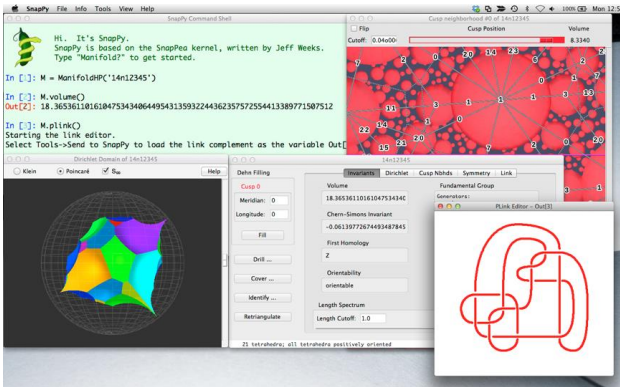 SnapPy File Info Tools View Help
100% Mon 12:5
SnapPy Command Shell
Hi. It's SnapPy.
SnapPy is based on the SnapPea kernel, written by Jeff Weeks.
Type "Manifold?" to get started.
In [1]: M = ManifoldHP('14n12345')
In [2]: M.volume()
Out[2]: 18.3653611016104753434064495431359322443623575725544133897715075 12
In [3]: M.plink()
Starting the link editor.
Select Tools->Send to SnapPy to load the link complement as the variable Out[
Cusp neighborhood #0 of 14n12345
Flip
Cusp Position
Volume
Cutoff:
8.3340
Dirichlet Domain of 14n12345
Klein
Poincaré
S∞
Help
14n12345
Dehn Filling
Cusp 0
Meridian: 0
Longitude: 0
Fill
Drill ...
Cover ...
Identify ...
Retriangulate
Invariants Dirichlet Cusp Nbhds Symmetry Link
Volume
18.3653611016104753434
Chern-Simons Invariant
-0.0613977267449348784
First Homology
Z
Orientability
orientable
Length Spectrum
Length Cutoff: 1.0
Fundamental Group
Generators:
PLink Editor - Out[3]
21 tetrahedra; all tetrahedra positively oriented